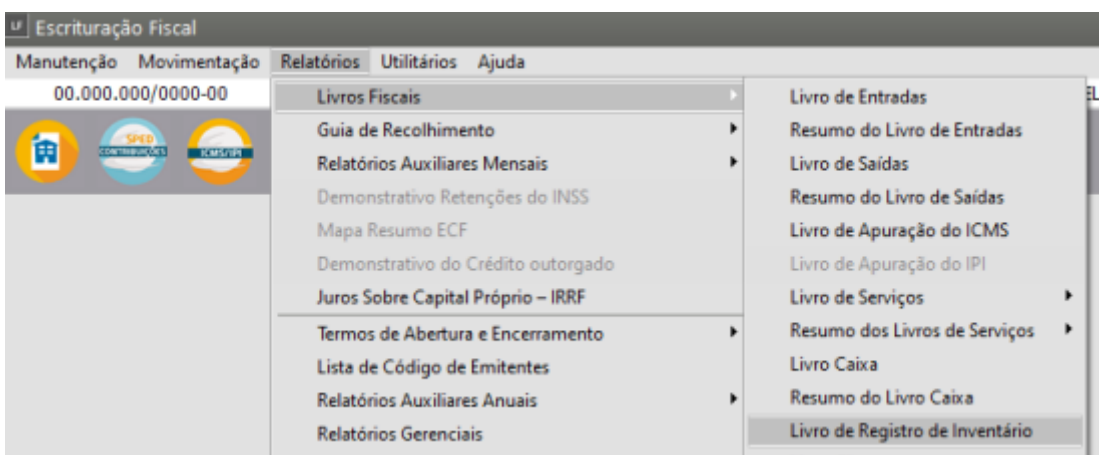 LF Escrituração Fiscal
Manutenção Movimentação Relatórios Utilitários Ajuda
00.000.000/0000-00
SPED
CONTRIBUIÇÕES
ICMS/IPI
Livros Fiscais
Guia de Recolhimento
Relatórios Auxiliares Mensais
Demonstrativo Retenções do INSS
Mapa Resumo ECF
Demonstrativo do Crédito outorgado
Juros Sobre Capital Próprio – IRRF
Termos de Abertura e Encerramento
Lista de Código de Emitentes
Relatórios Auxiliares Anuais
Relatórios Gerenciais
Livro de Entradas
Resumo do Livro de Entradas
Livro de Saídas
Resumo do Livro de Saídas
Livro de Apuração do ICMS
Livro de Apuração do IPI
Livro de Serviços
Resumo dos Livros de Serviços
Livro Caixa
Resumo do Livro Caixa
Livro de Registro de Inventário